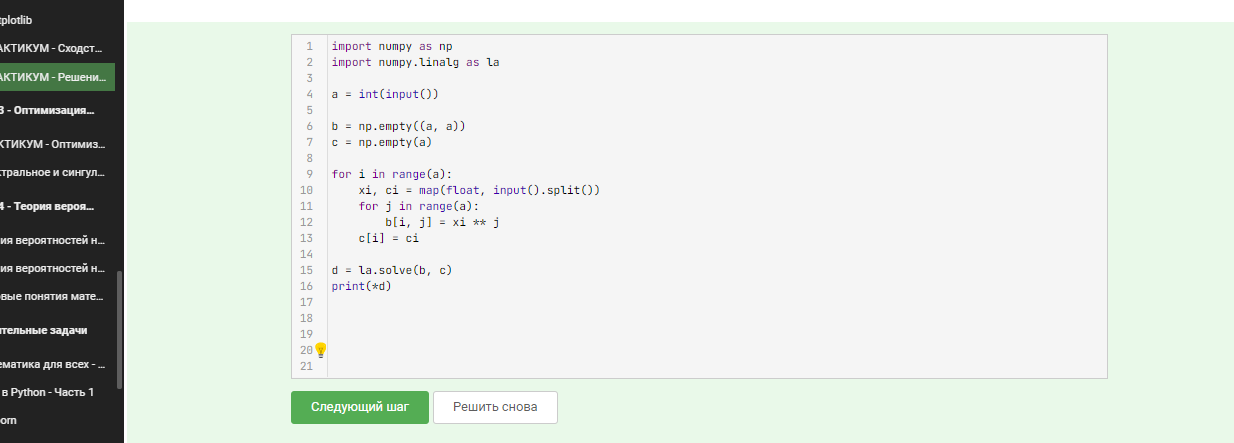 tplotlib
АКТИКУМ - Сходст...
АКТИКУМ - Решени...
3 - Оптимизация...
КТИКУМ - Оптимиз...
ктральное и сингул...
4 - Теория вероя...
ия вероятностей н...
ия вероятностей н...
овые понятия мате...
ительные задачи
ематика для всех - ...
в Python - Часть 1
orn
1 import numpy as np
2 import numpy.linalg as la
3
4 a = int(input())
5
6 b = np.empty((a, a))
7 c = np.empty(a)
8
9 for i in range(a):
10 xi, ci = map(float, input().split())
11 for j in range(a):
12 b[i, j] = xi ** j
13 c[i] = ci
14
15 d = la.solve(b, c)
16 print(*d)
17
18
19
20
21
Следующий шаг
Решить снова